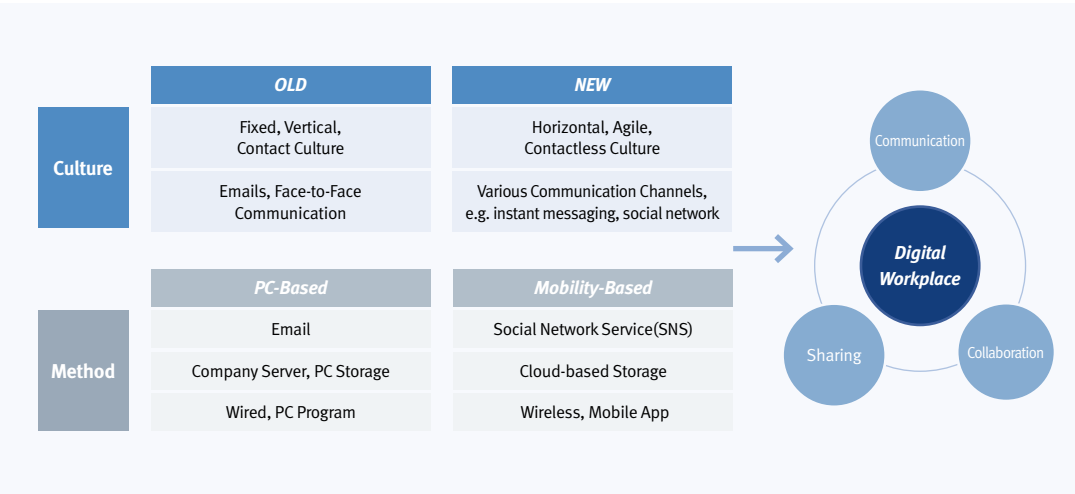 OLD
NEW
Culture
Fixed, Vertical,
Contact Culture
Horizontal, Agile,
Contactless Culture
Emails, Face-to-Face
Communication
Various Communication Channels,
e.g. instant messaging, social network
PC-Based
Mobility-Based
Method
Email
Social Network Service(SNS)
Company Server, PC Storage
Cloud-based Storage
Wired, PC Program
Wireless, Mobile App
Communication
Digital
Workplace
Sharing
Collaboration